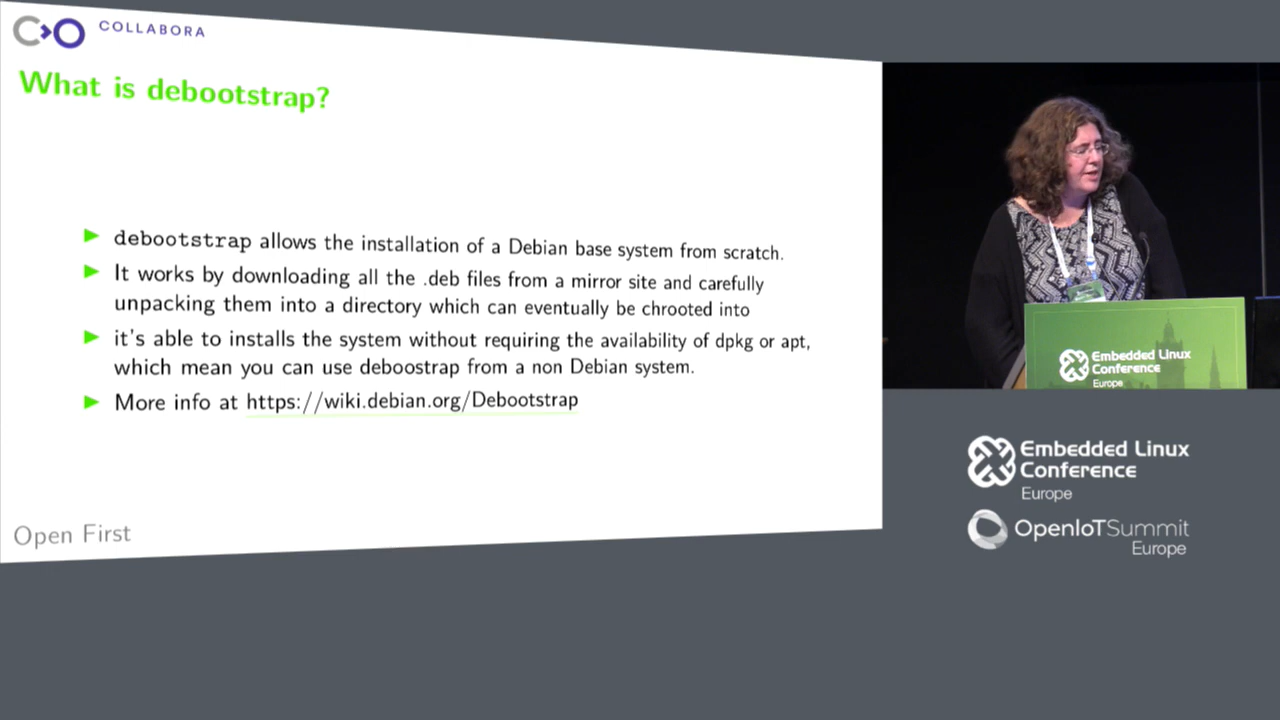 COLLABORA
What is debootstrap?
debootstrap allows the installation of a Debian base system from scratch.
It works by downloading all the .deb files from a mirror site and carefully
unpacking them into a directory which can eventually be chrooted into
it's able to installs the system without requiring the availability of dpkg or apt,
which mean you can use deboostrap from a non Debian system.
More info at https://wiki.debian.org/Debootstrap
Open First
Embedded Linux
Conference
Europe
Embedded Linux
Conference
Europe
OpenIoTSummit
Europe